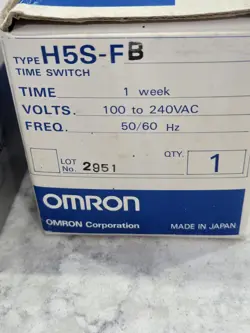 TYPE H5S-FB
TIME SWITCH
TIME 1 week
VOLTS. 100 to 240VAC
FREQ. 50/60 Hz
LOT No. 2951 QTY. 1
OMRON
OMRON Corporation MADE IN JAPAN